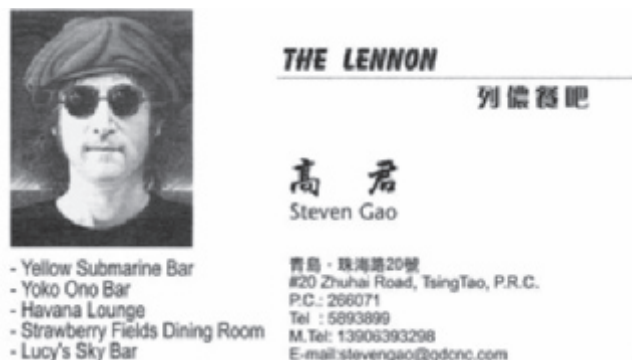 THE LENNON
列儂餐吧
高 君
Steven Gao
青島·珠海路20號
#20 Zhuhai Road, TsingTao, P.R.C.
P.C.: 266071
Tel : 5893899
M.Tel: 13906393298
E-mail:stevengao@qdcnc.com
- Yellow Submarine Bar
- Yoko Ono Bar
- Havana Lounge
- Strawberry Fields Dining Room
- Lucy's Sky Bar